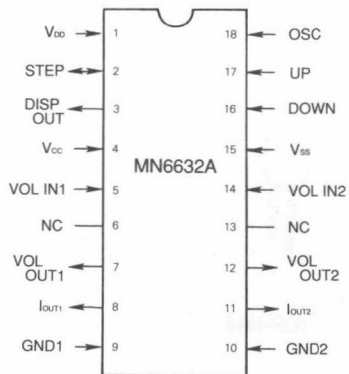 VDD 1 18 OSC
STEP 2 17 UP
DISP OUT 3 16 DOWN
VCC 4 15 VSS
MN6632A
VOL IN1 5 14 VOL IN2
NC 6 13 NC
VOL OUT1 7 12 VOL OUT2
IOUT1 8 11 IOUT2
GND1 9 10 GND2